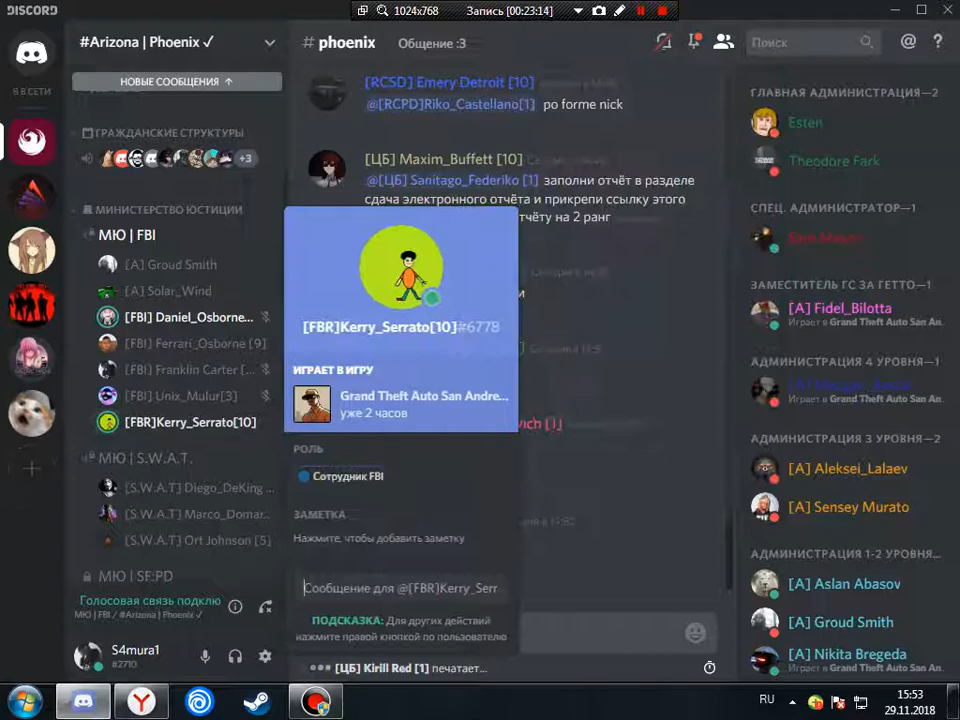 DISCORD
1024x768
Запись [00:23:14]
#Arizona | Phoenix ✓
# phoenix
Общение :3
Поиск
Я В СЕТИ
НОВЫЕ СООБЩЕНИЯ ↑
ГРАЖДАНСКИЕ СТРУКТУРЫ
+3
МИНИСТЕРСТВО ЮСТИЦИИ
МЮ | FBI
[A] Groud Smith
[A] Solar_Wind
[FBI] Daniel_Osborne...
[FBI] Ferrari_Osborne [9]
[FBI] Franklin Carter [...
[FBI] Unix_Mulur[3]
[FBR]Kerry_Serrato[10]
МЮ | S.W.A.T.
[S.W.A.T] Diego_DeKing ...
[S.W.A.T] Marco_Domar...
[S.W.A.T] Ort Johnson [5]
МЮ | SF:PD
Голосовая связь подклю
МЮ | FBI / #Arizona | Phoenix ✓
S4mura1
#2710
[RCSD] Emery Detroit [10]
@[RCPD]Riko_Castellano[1] po forme nick
[ЦБ] Maxim_Buffett [10]
@[ЦБ] Sanitago_Federiko [1] заполни отчёт в разделе
сдача электронного отчёта и прикрепи ссылку этого
тчёту на 2 ранг
[FBR]Kerry_Serrato[10]#6778
ИГРАЕТ В ИГРУ
Grand Theft Auto San Andre...
уже 2 часов
РОЛЬ
Сотрудник FBI
ЗАМЕТКА
Нажмите, чтобы добавить заметку
Сообщение для @[FBR]Kerry_Serr
ПОДСКАЗКА: Для других действий
нажмите правой кнопкой по пользователю
[ЦБ] Kirill Red [1] печатает...
ГЛАВНАЯ АДМИНИСТРАЦИЯ—2
Esten
Theodore Fark
СПЕЦ. АДМИНИСТРАТОР—1
ЗАМЕСТИТЕЛЬ ГС ЗА ГЕТТО—1
[A] Fidel_Bilotta
Играет в Grand Theft Auto San An...
АДМИНИСТРАЦИЯ 4 УРОВНЯ—1
Играет в Grand Theft Auto San An...
АДМИНИСТРАЦИЯ 3 УРОВНЯ—2
[A] Aleksei_Lalaev
[A] Sensey Murato
АДМИНИСТРАЦИЯ 1-2 УРОВНЯ...
[A] Aslan Abasov
[A] Groud Smith
[A] Nikita Bregeda
Играет в Grand Theft Auto San An...
RU
15:53
29.11.2018